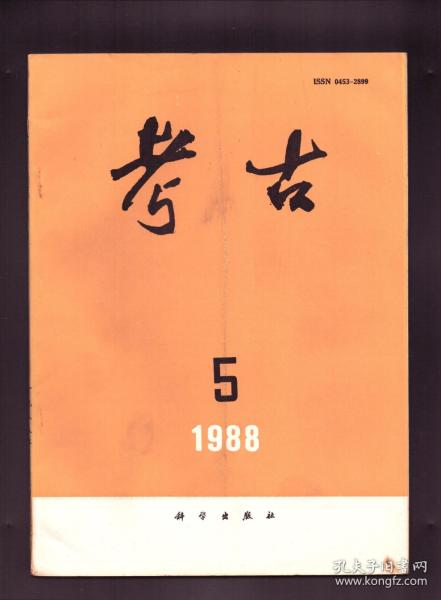 ISSN 0453-2899
考古
5
1988
科学出版社
孔夫子旧书网
www.kongfz.com